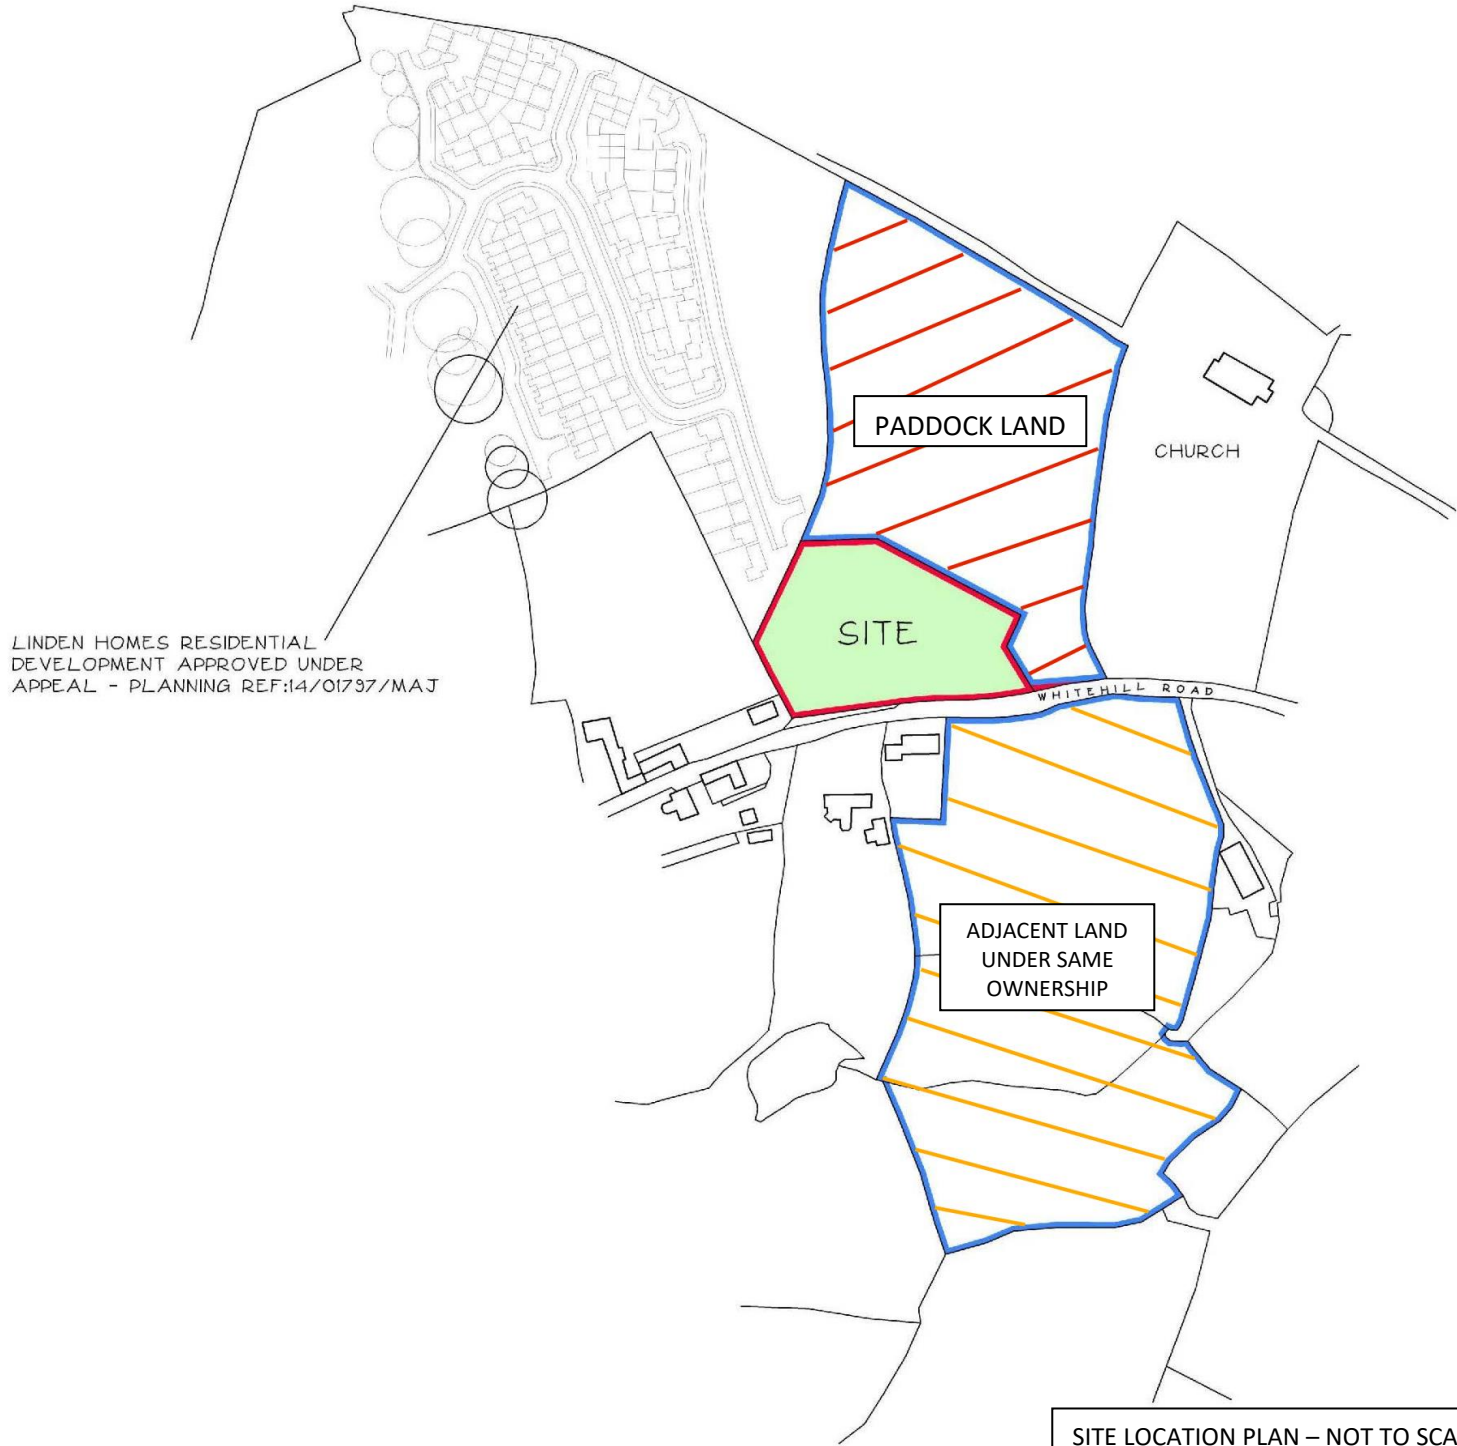 PADDOCK LAND
CHURCH
SITE
LINDEN HOMES RESIDENTIAL
DEVELOPMENT APPROVED UNDER
APPEAL - PLANNING REF:14/01797/MAJ
WHITEHILL ROAD
ADJACENT LAND
UNDER SAME
OWNERSHIP
SITE LOCATION PLAN – NOT TO SCA